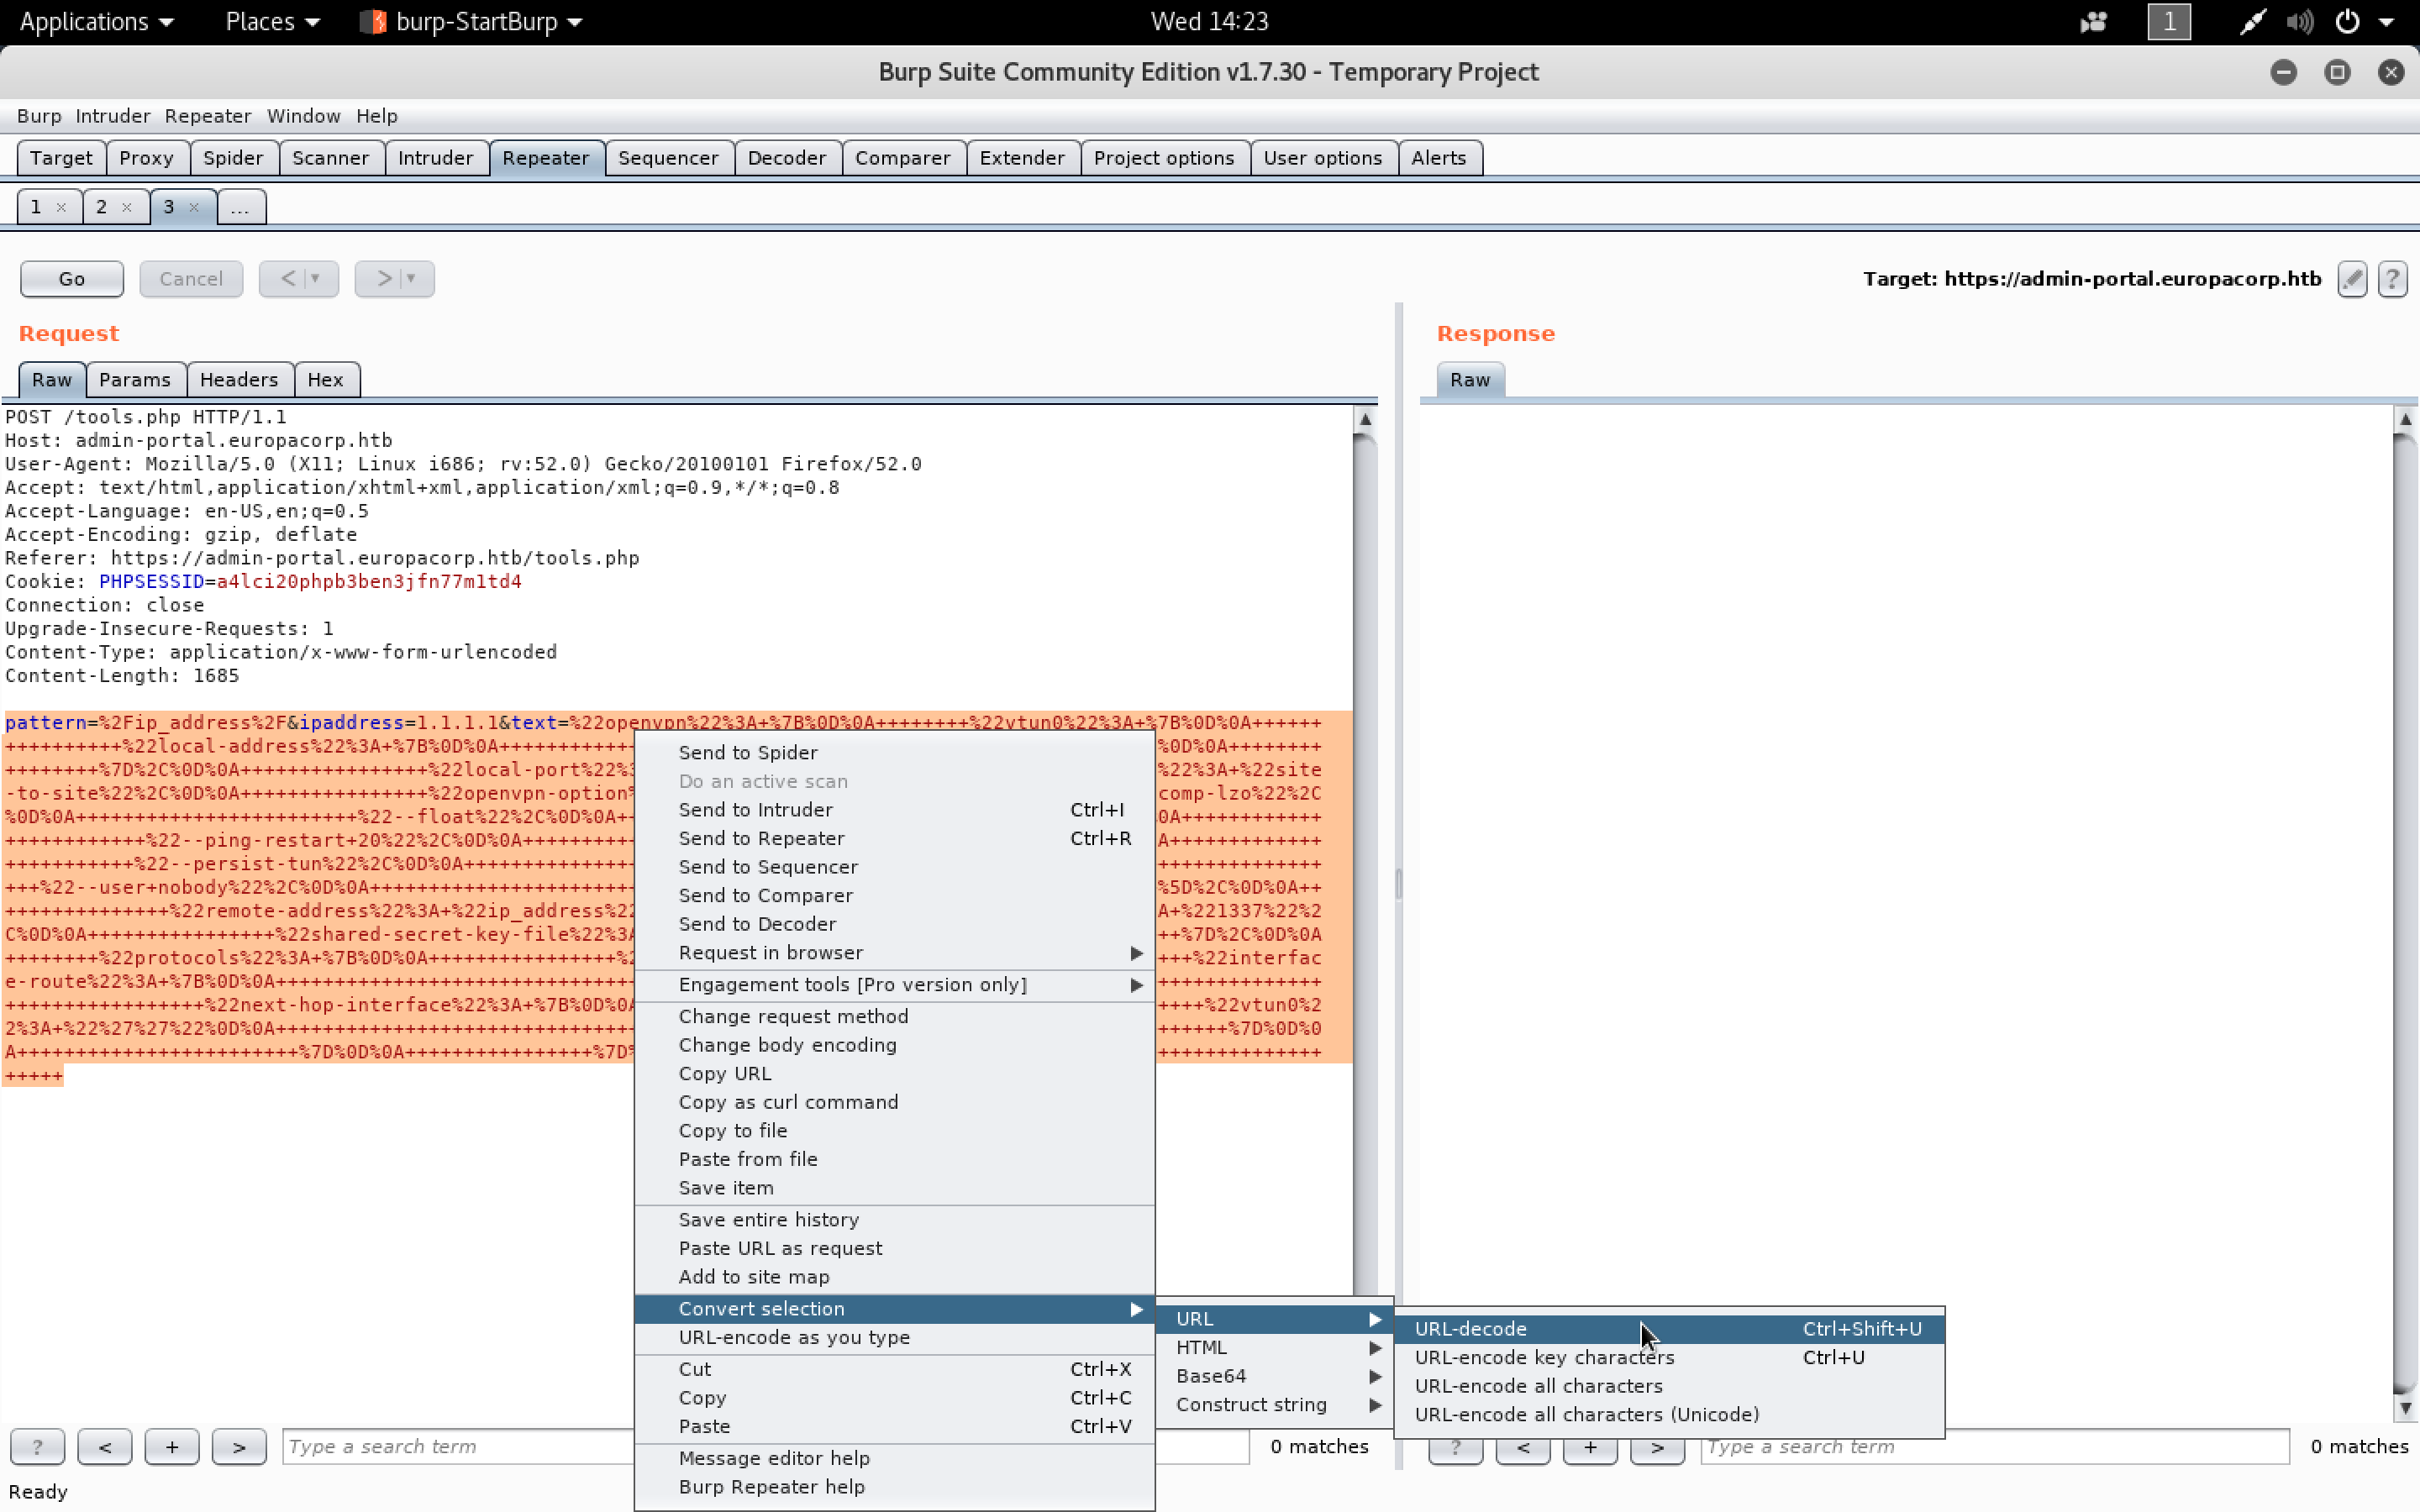 Applications Places burp-StartBurp Wed 14:23 1
Burp Suite Community Edition v1.7.30 - Temporary Project
Burp Intruder Repeater Window Help
Target Proxy Spider Scanner Intruder Repeater Sequencer Decoder Comparer Extender Project options User options Alerts
1 × 2 × 3 × ...
Go Cancel < > Target: https://admin-portal.europacorp.htb ?
Request
Response
Raw Params Headers Hex
Raw
POST /tools.php HTTP/1.1
Host: admin-portal.europacorp.htb
User-Agent: Mozilla/5.0 (X11; Linux i686; rv:52.0) Gecko/20100101 Firefox/52.0
Accept: text/html,application/xhtml+xml,application/xml;q=0.9,*/*;q=0.8
Accept-Language: en-US,en;q=0.5
Accept-Encoding: gzip, deflate
Referer: https://admin-portal.europacorp.htb/tools.php
Cookie: PHPSESSID=a4lci20phpb3ben3jfn77m1td4
Connection: close
Upgrade-Insecure-Requests: 1
Content-Type: application/x-www-form-urlencoded
Content-Length: 1685
pattern=%2Fip_address%2F&ipaddress=1.1.1.1&text=%22openvpn%22%3A+%7B%0D%0A++++++++%22vtun0%22%3A+%7B%0D%0A++++++
++++++++++%22local-address%22%3A+%7B%0D%0A++++++++++++ %0D%0A++++++++
++++++++%7D%2C%0D%0A++++++++++++++++%22local-port%22%3 %22%3A+%22site
-to-site%22%2C%0D%0A++++++++++++++++%22openvpn-option% comp-lzo%22%2C
%0D%0A++++++++++++++++++++++++%22--float%22%2C%0D%0A++ 0A++++++++++++
++++++++++++%22--ping-restart+20%22%2C%0D%0A++++++++++ A+++++++++++++
+++++++++++%22--persist-tun%22%2C%0D%0A+++++++++++++++ ++++++++++++++
+++%22--user+nobody%22%2C%0D%0A+++++++++++++++++++++++ %5D%2C%0D%0A++
++++++++++++++%22remote-address%22%3A+%22ip_address%22 A+%221337%22%2
C%0D%0A++++++++++++++++%22shared-secret-key-file%22%3A ++%7D%2C%0D%0A
++++++++%22protocols%22%3A+%7B%0D%0A++++++++++++++++%2 +++%22interfac
e-route%22%3A+%7B%0D%0A+++++++++++++++++++++++++++++++ ++++++++++++++
+++++++++++++++++%22next-hop-interface%22%3A+%7B%0D%0A ++++%22vtun0%2
2%3A+%22%27%27%22%0D%0A+++++++++++++++++++++++++++++++ ++++++%7D%0D%0
A++++++++++++++++++++++++%7D%0D%0A++++++++++++++++%7D% ++++++++++++++
+++++
Send to Spider
Do an active scan
Send to Intruder Ctrl+I
Send to Repeater Ctrl+R
Send to Sequencer
Send to Comparer
Send to Decoder
Request in browser
Engagement tools [Pro version only]
Change request method
Change body encoding
Copy URL
Copy as curl command
Copy to file
Paste from file
Save item
Save entire history
Paste URL as request
Add to site map
Convert selection
URL-encode as you type
Cut Ctrl+X
Copy Ctrl+C
Paste Ctrl+V
Message editor help
Burp Repeater help
URL
HTML
Base64
Construct string
URL-decode Ctrl+Shift+U
URL-encode key characters Ctrl+U
URL-encode all characters
URL-encode all characters (Unicode)
? < + > Type a search term 0 matches
? < + > Type a search term 0 matches
Ready